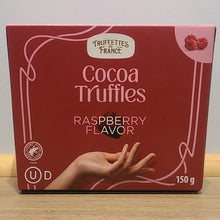 TRUFFETTES
de FRANCE
Cocoa
Truffles
RASPBERRY
FLAVOR
U D
150 g